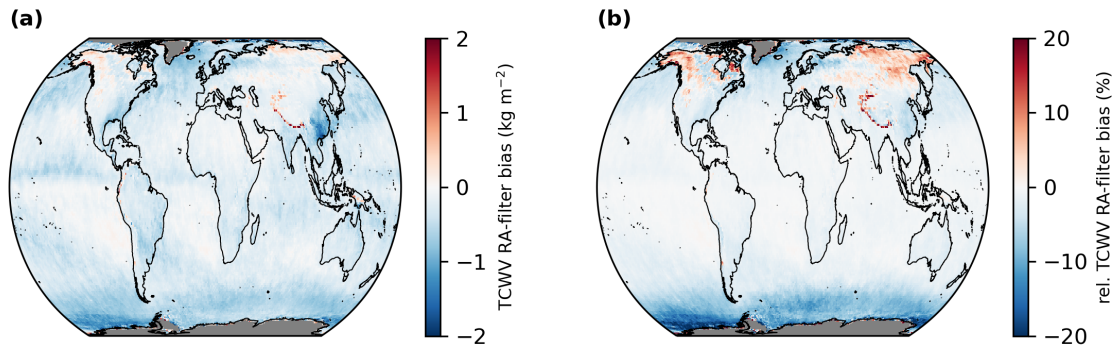 (a)
2
1
0
−1
−2
TCWV RA-filter bias (kg m⁻²)
(b)
20
10
0
−10
−20
rel. TCWV RA-filter bias (%)